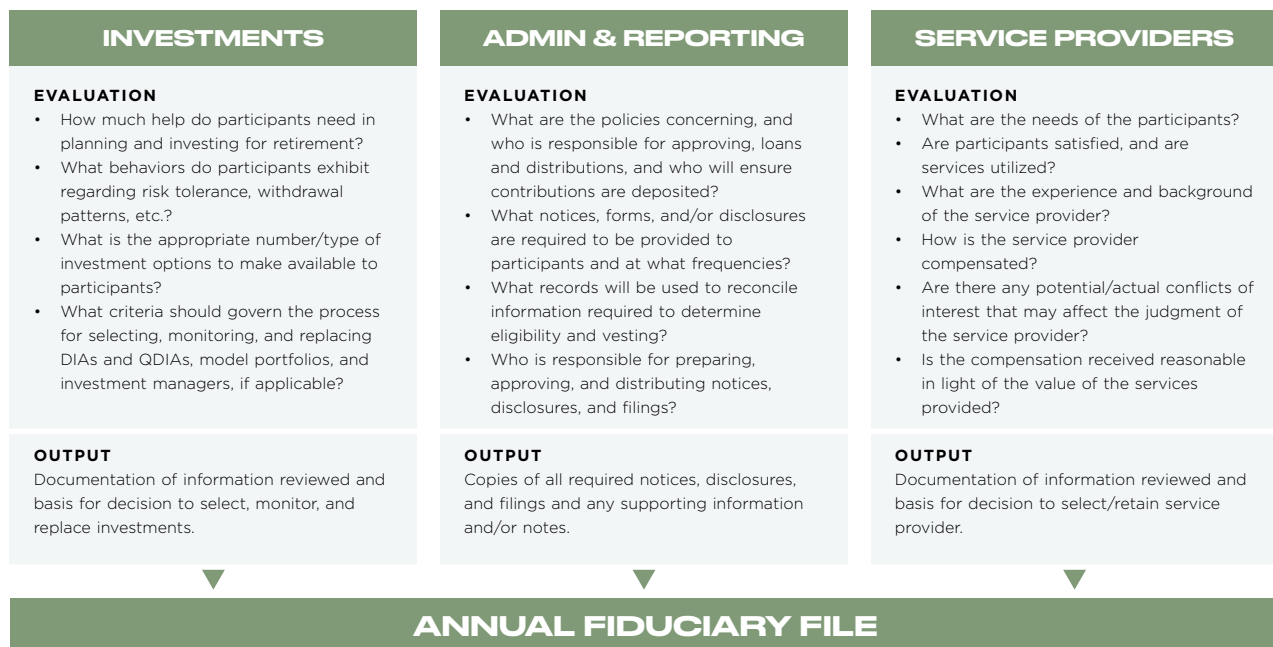 INVESTMENTS
EVALUATION
• How much help do participants need in
planning and investing for retirement?
• What behaviors do participants exhibit
regarding risk tolerance, withdrawal
patterns, etc.?
• What is the appropriate number/type of
investment options to make available to
participants?
• What criteria should govern the process
for selecting, monitoring, and replacing
DIAs and QDIAs, model portfolios, and
investment managers, if applicable?
OUTPUT
Documentation of information reviewed and
basis for decision to select, monitor, and
replace investments.
ADMIN & REPORTING
EVALUATION
• What are the policies concerning, and
who is responsible for approving, loans
and distributions, and who will ensure
contributions are deposited?
• What notices, forms, and/or disclosures
are required to be provided to
participants and at what frequencies?
• What records will be used to reconcile
information required to determine
eligibility and vesting?
• Who is responsible for preparing,
approving, and distributing notices,
disclosures, and filings?
OUTPUT
Copies of all required notices, disclosures,
and filings and any supporting information
and/or notes.
SERVICE PROVIDERS
EVALUATION
• What are the needs of the participants?
• Are participants satisfied, and are
services utilized?
• What are the experience and background
of the service provider?
• How is the service provider
compensated?
• Are there any potential/actual conflicts of
interest that may affect the judgment of
the service provider?
• Is the compensation received reasonable
in light of the value of the services
provided?
OUTPUT
Documentation of information reviewed and
basis for decision to select/retain service
provider.
ANNUAL FIDUCIARY FILE